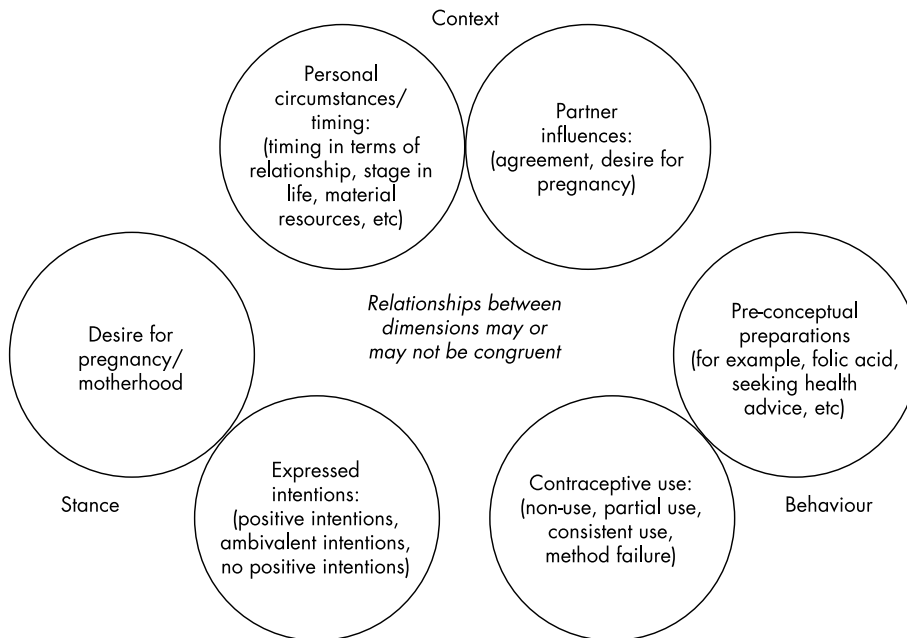 Context
Personal
circumstances/
timing:
(timing in terms of
relationship, stage in
life, material
resources, etc)
Partner
influences:
(agreement, desire for
pregnancy)
Relationships between
dimensions may or
may not be congruent
Desire for
pregnancy/
motherhood
Pre-conceptual
preparations
(for example, folic acid,
seeking health
advice, etc)
Expressed
intentions:
(positive intentions,
ambivalent intentions,
no positive intentions)
Contraceptive use:
(non-use, partial use,
consistent use,
method failure)
Stance
Behaviour